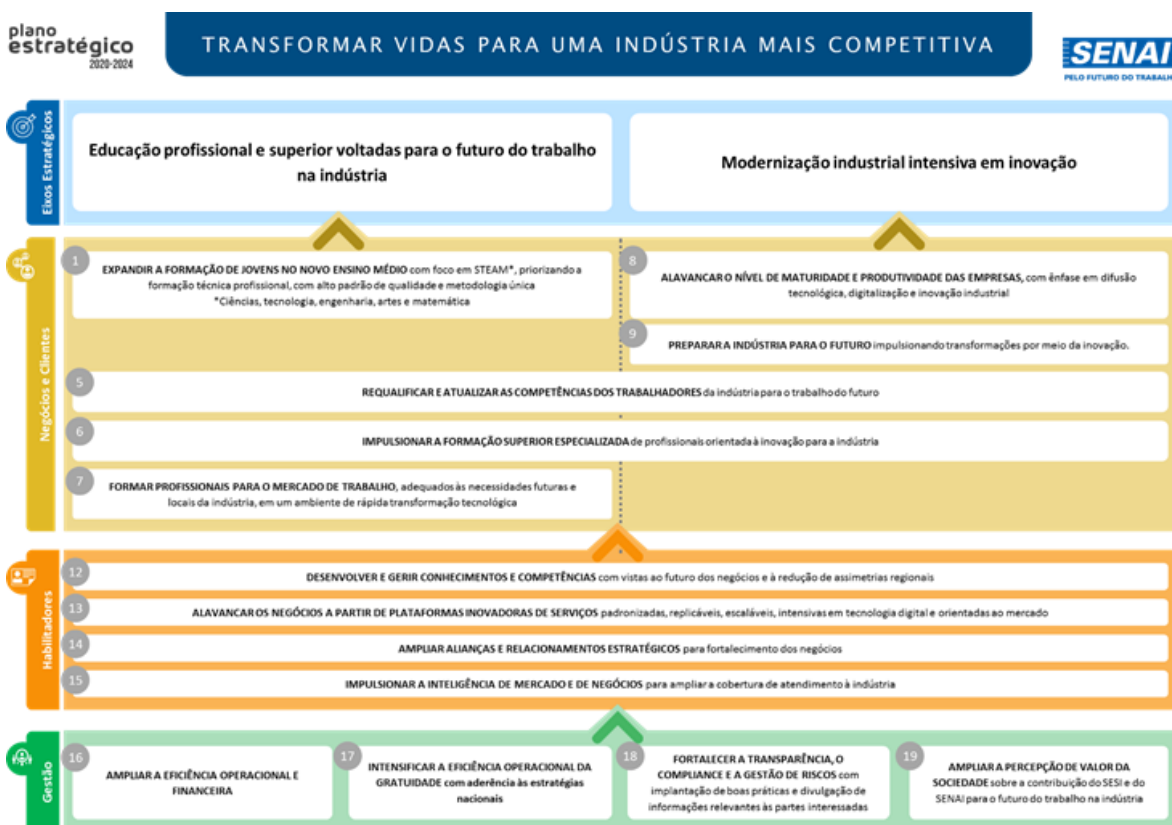 plano
estratégico
2020-2024
TRANSFORMAR VIDAS PARA UMA INDÚSTRIA MAIS COMPETITIVA
SENAI
PELO FUTURO DO TRABALHO
Eixos Estratégicos
Educação profissional e superior voltadas para o futuro do trabalho
na indústria
Modernização industrial intensiva em inovação
Negócios e Clientes
1
EXPANDIR A FORMAÇÃO DE JOVENS NO NOVO ENSINO MÉDIO com foco em STEAM*, priorizando a
formação técnica profissional, com alto padrão de qualidade e metodologia única
*Ciências, tecnologia, engenharia, artes e matemática
8
ALAVANCAR O NÍVEL DE MATURIDADE E PRODUTIVIDADE DAS EMPRESAS, com ênfase em difusão
tecnológica, digitalização e inovação industrial
9
PREPARAR A INDÚSTRIA PARA O FUTURO impulsionando transformações por meio da inovação.
5
REQUALIFICAR E ATUALIZAR AS COMPETÊNCIAS DOS TRABALHADORES da indústria para o trabalho do futuro
6
IMPULSIONAR A FORMAÇÃO SUPERIOR ESPECIALIZADA de profissionais orientada à inovação para a indústria
7
FORMAR PROFISSIONAIS PARA O MERCADO DE TRABALHO, adequados às necessidades futuras e
locais da indústria, em um ambiente de rápida transformação tecnológica
Habilitadores
12
DESENVOLVER E GERIR CONHECIMENTOS E COMPETÊNCIAS com vistas ao futuro dos negócios e à redução de assimetrias regionais
13
ALAVANCAR OS NEGÓCIOS A PARTIR DE PLATAFORMAS INOVADORAS DE SERVIÇOS padronizadas, replicáveis, escaláveis, intensivas em tecnologia digital e orientadas ao mercado
14
AMPLIAR ALIANÇAS E RELACIONAMENTOS ESTRATÉGICOS para fortalecimento dos negócios
15
IMPULSIONAR A INTELIGÊNCIA DE MERCADO E DE NEGÓCIOS para ampliar a cobertura de atendimento à indústria
Gestão
16
AMPLIAR A EFICIÊNCIA OPERACIONAL E
FINANCEIRA
17
INTENSIFICAR A EFICIÊNCIA OPERACIONAL DA
GRATUIDADE com aderência às estratégias
nacionais
18
FORTALECER A TRANSPARÊNCIA, O
COMPLIANCE E A GESTÃO DE RISCOS com
implantação de boas práticas e divulgação de
informações relevantes às partes interessadas
19
AMPLIAR A PERCEPÇÃO DE VALOR DA
SOCIEDADE sobre a contribuição do SESI e do
SENAI para o futuro do trabalho na indústria